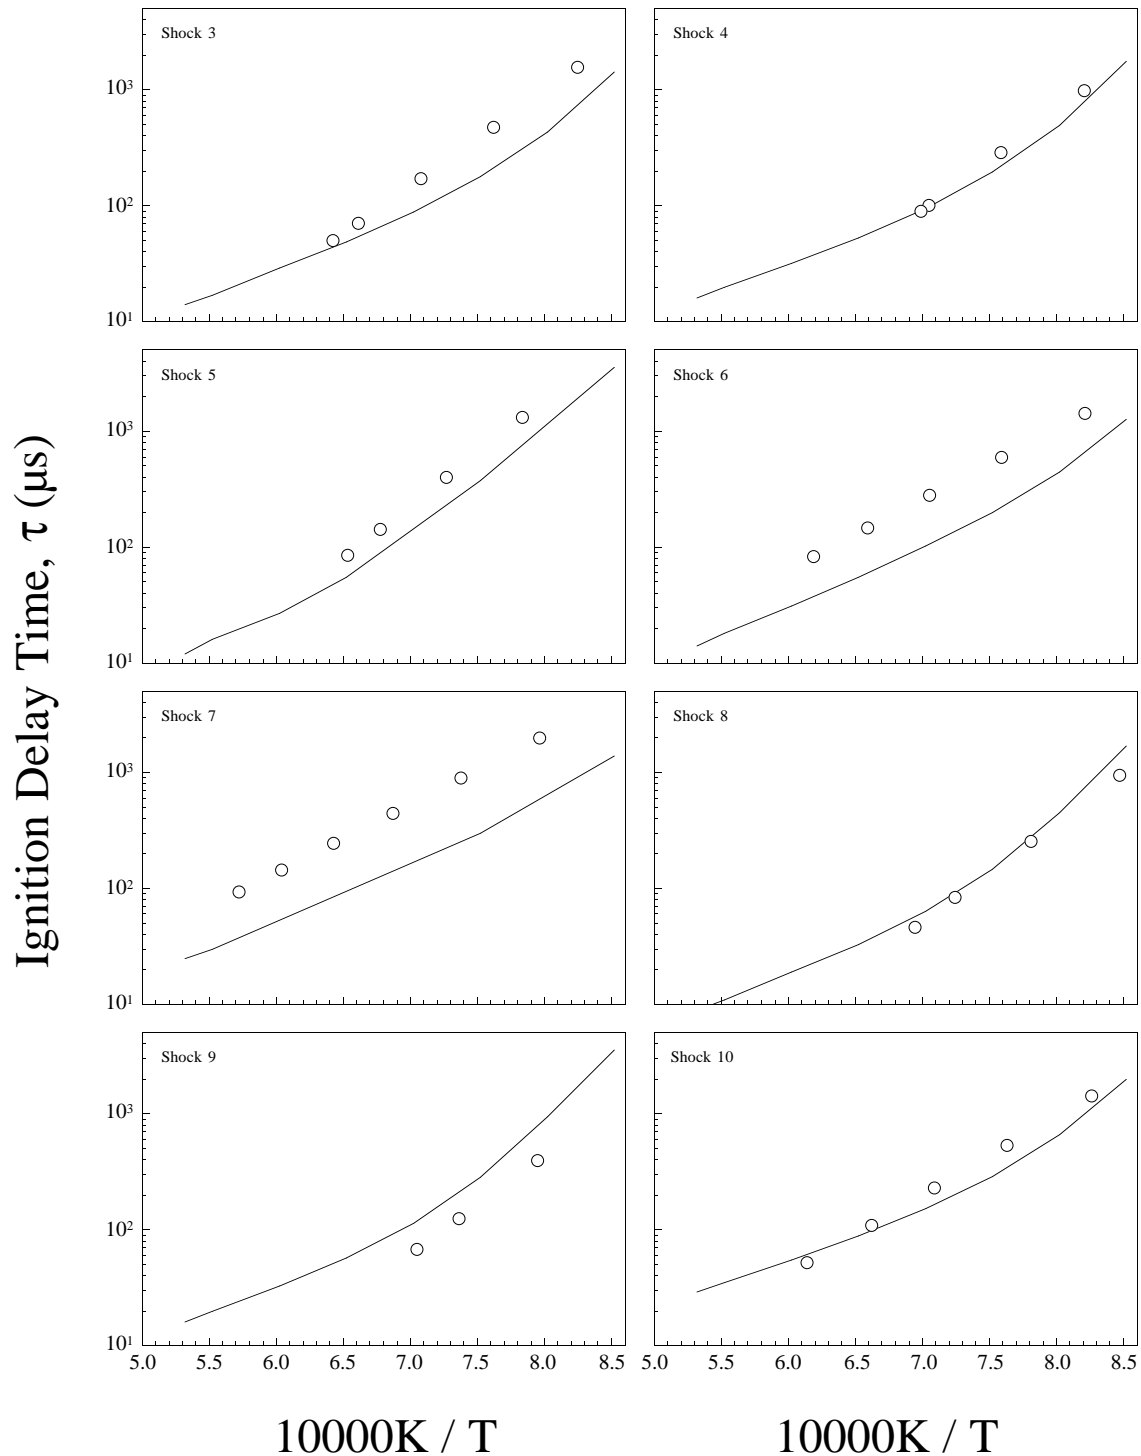 Shock 3
Shock 4
10³
10²
10¹
Shock 5
Shock 6
10³
10²
10¹
Ignition Delay Time, τ (μs)
Shock 7
Shock 8
10³
10²
10¹
Shock 9
Shock 10
10³
10²
10¹
5.0 5.5 6.0 6.5 7.0 7.5 8.0 8.5 5.0 5.5 6.0 6.5 7.0 7.5 8.0 8.5
10000K / T 10000K / T